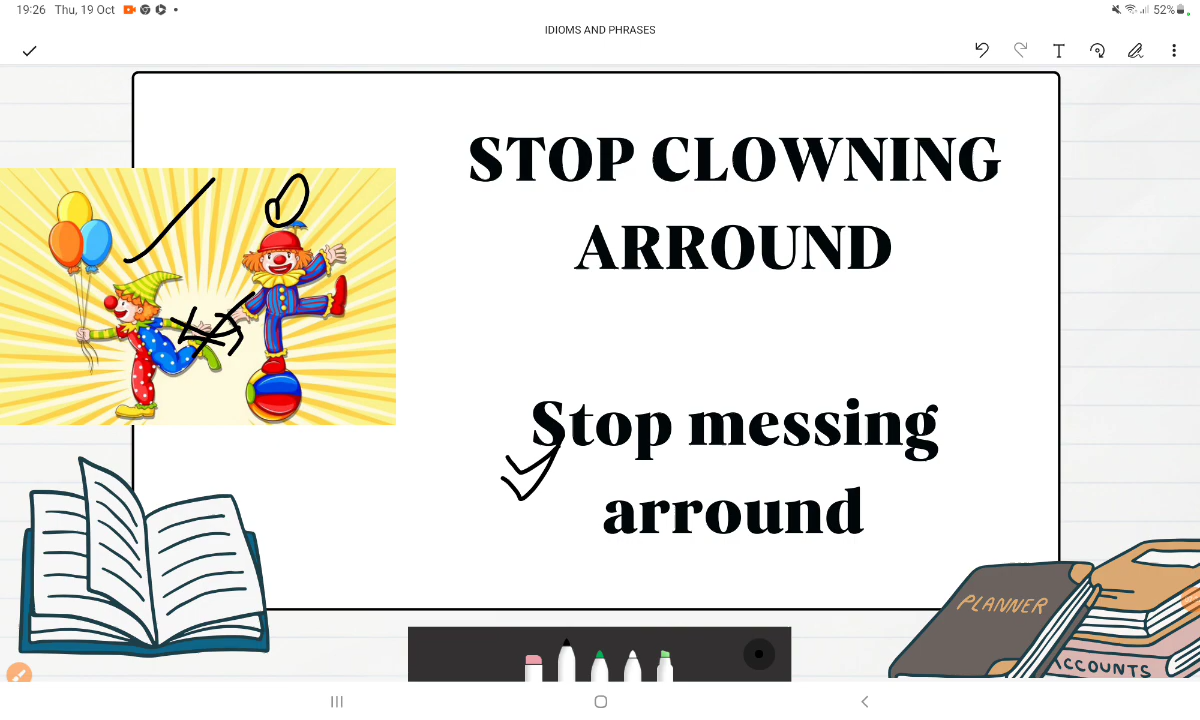 19:26 Thu, 19 Oct
52%
IDIOMS AND PHRASES
T
STOP CLOWNING
ARROUND
Stop messing
arround
PLANNER
ACCOUNTS